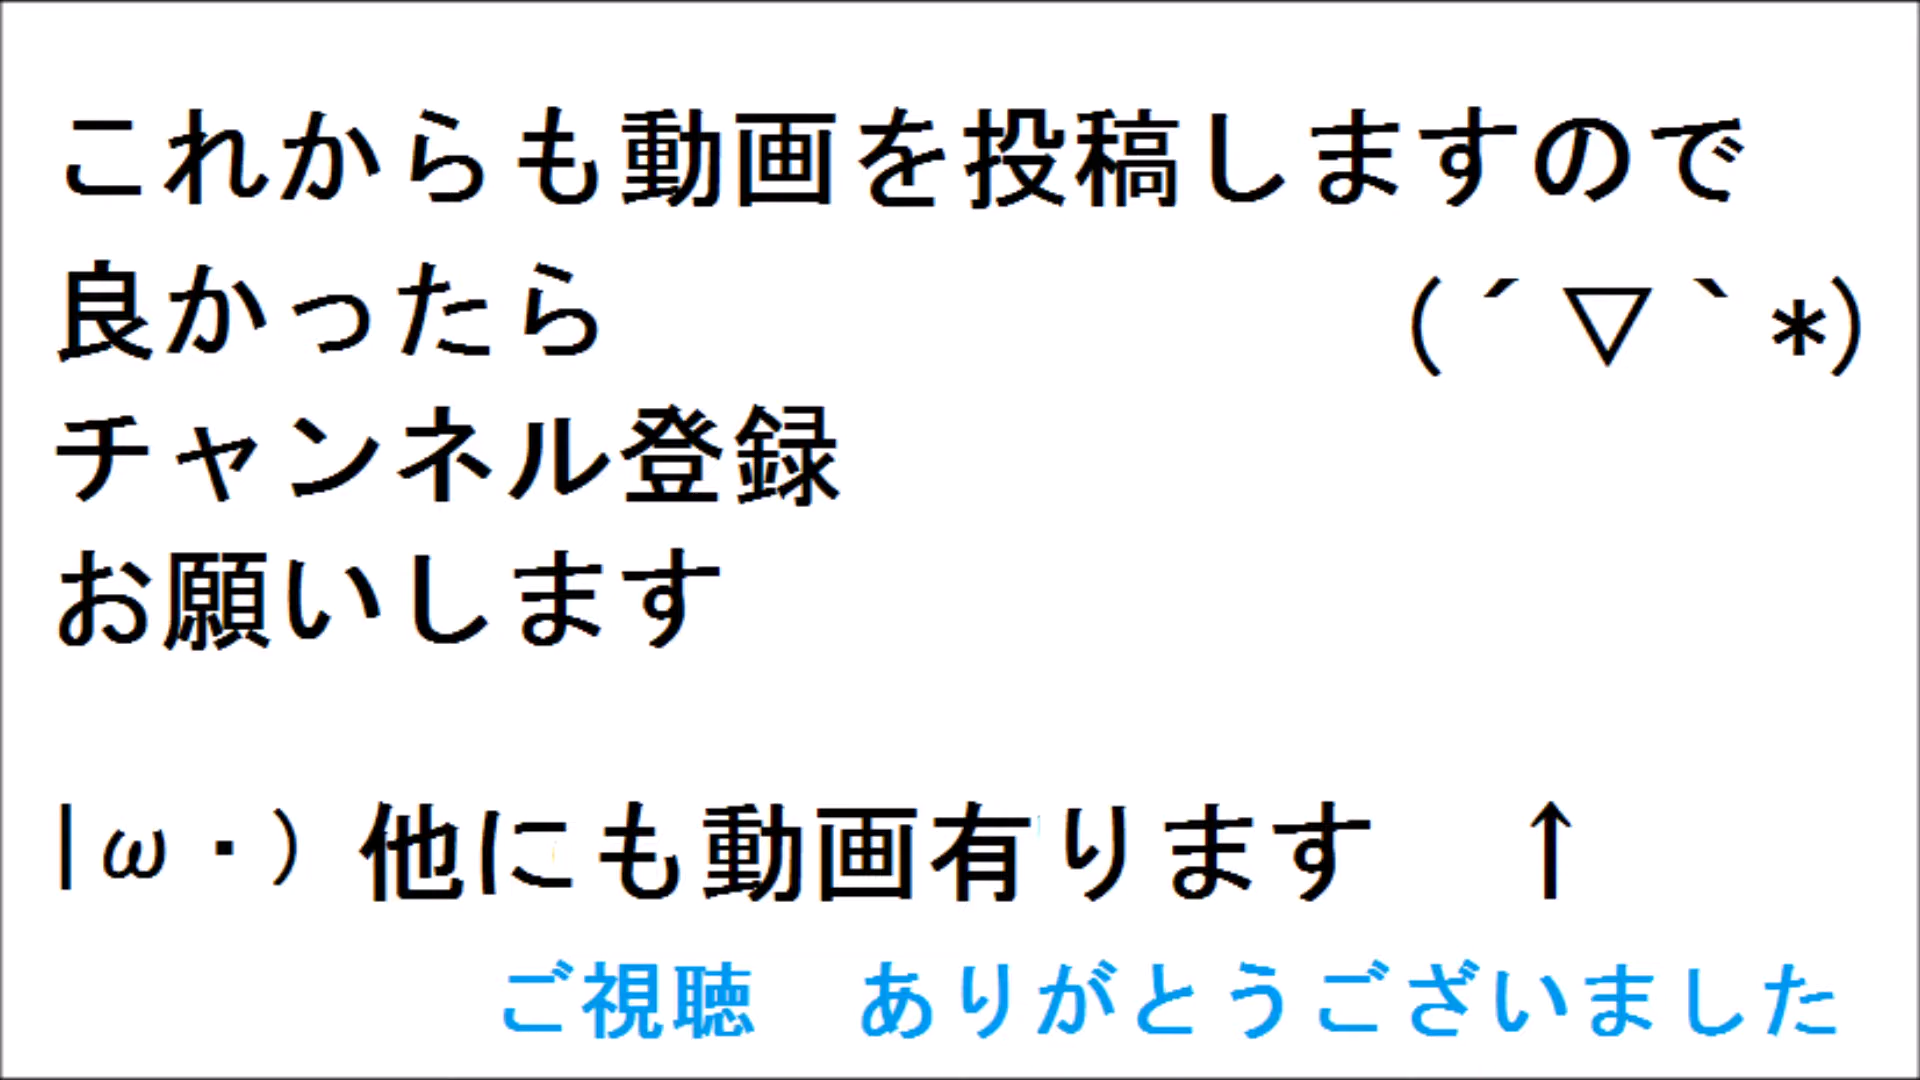 これからも動画を投稿しますので
良かったら　　　　　　　(´▽｀*)
チャンネル登録
お願いします
|ω・) 他にも動画有ります　↑
ご視聴　ありがとうございました